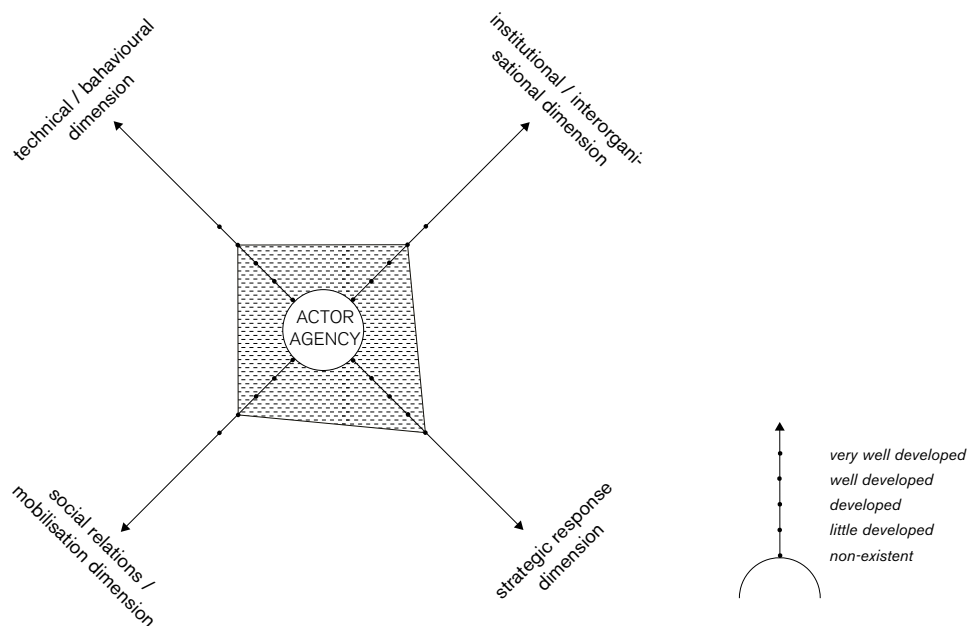 technical / bahavioural
dimension
institutional / interorgani-
sational dimension
ACTOR
AGENCY
social relations /
mobilisation dimension
strategic response
dimension
very well developed
well developed
developed
little developed
non-existent